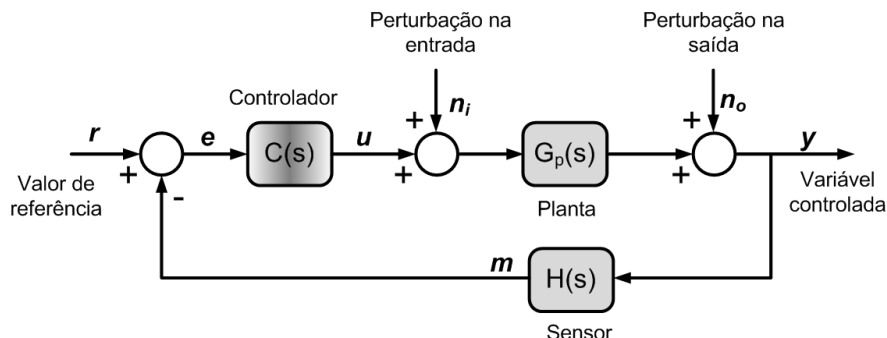 Perturbação na
entrada
Perturbação na
saída
Controlador
n_i
n_o
r
e
u
y
+
+
C(s)
G_p(s)
+
+
+
-
Valor de
referência
Planta
Variável
controlada
m
H(s)
Sensor